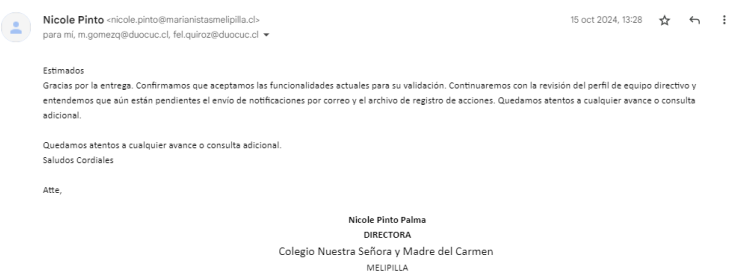 Nicole Pinto <nicole.pinto@marianistasmelipilla.cl>
15 oct 2024, 13:28
para mí, m.gomezq@duocuc.cl, fel.quiroz@duocuc.cl
Estimados
Gracias por la entrega. Confirmamos que aceptamos las funcionalidades actuales para su validación. Continuaremos con la revisión del perfil de equipo directivo y
entendemos que aún están pendientes el envío de notificaciones por correo y el archivo de registro de acciones. Quedamos atentos a cualquier avance o consulta
adicional.
Quedamos atentos a cualquier avance o consulta adicional.
Saludos Cordiales
Atte,
Nicole Pinto Palma
DIRECTORA
Colegio Nuestra Señora y Madre del Carmen
MELIPILLA